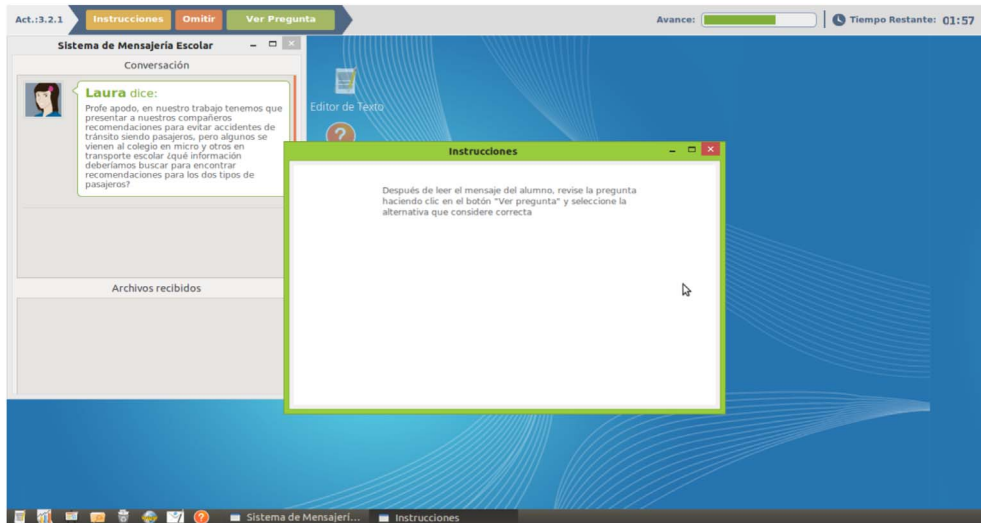 Act.:3.2.1 Instrucciones Omitir Ver Pregunta Avance: Tiempo Restante: 01:57
Sistema de Mensajería Escolar
Conversación
Laura dice:
Profe apodo, en nuestro trabajo tenemos que
presentar a nuestros compañeros
recomendaciones para evitar accidentes de
tránsito siendo pasajeros, pero algunos se
vienen al colegio en micro y otros en
transporte escolar ¿qué información
deberíamos buscar para encontrar
recomendaciones para los dos tipos de
pasajeros?
Archivos recibidos
Editor de Texto
Instrucciones
Después de leer el mensaje del alumno, revise la pregunta
haciendo clic en el botón "Ver pregunta" y seleccione la
alternativa que considere correcta
Sistema de Mensajerí... Instrucciones